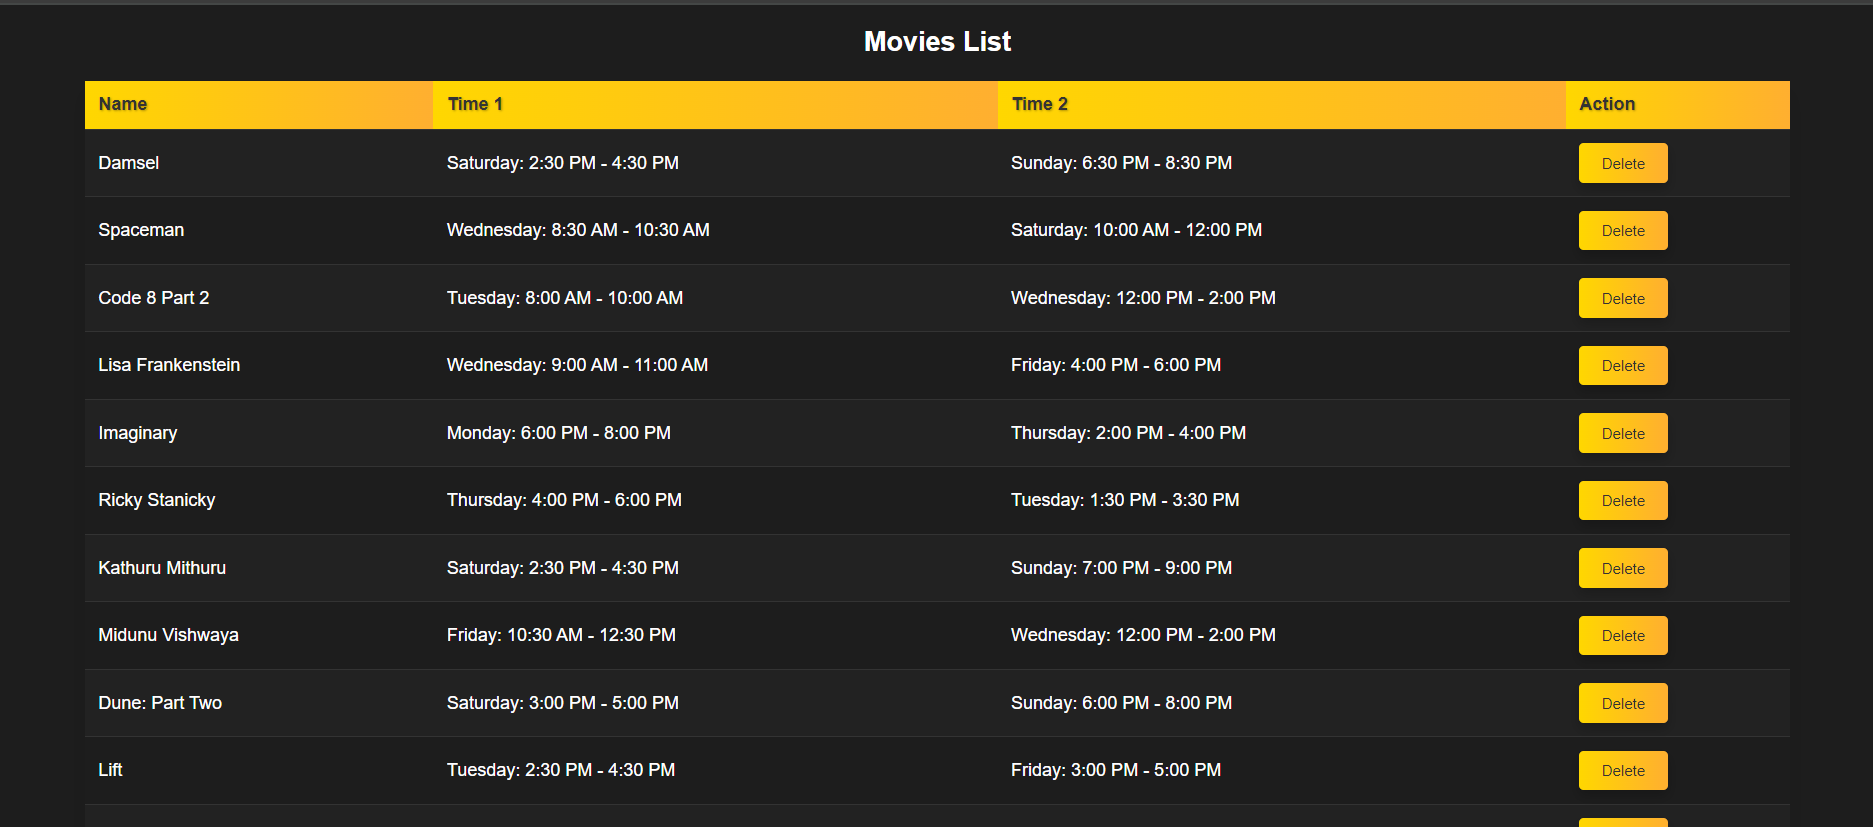 Movies List
Name Time 1 Time 2 Action
Damsel Saturday: 2:30 PM - 4:30 PM Sunday: 6:30 PM - 8:30 PM Delete
Spaceman Wednesday: 8:30 AM - 10:30 AM Saturday: 10:00 AM - 12:00 PM Delete
Code 8 Part 2 Tuesday: 8:00 AM - 10:00 AM Wednesday: 12:00 PM - 2:00 PM Delete
Lisa Frankenstein Wednesday: 9:00 AM - 11:00 AM Friday: 4:00 PM - 6:00 PM Delete
Imaginary Monday: 6:00 PM - 8:00 PM Thursday: 2:00 PM - 4:00 PM Delete
Ricky Stanicky Thursday: 4:00 PM - 6:00 PM Tuesday: 1:30 PM - 3:30 PM Delete
Kathuru Mithuru Saturday: 2:30 PM - 4:30 PM Sunday: 7:00 PM - 9:00 PM Delete
Midunu Vishwaya Friday: 10:30 AM - 12:30 PM Wednesday: 12:00 PM - 2:00 PM Delete
Dune: Part Two Saturday: 3:00 PM - 5:00 PM Sunday: 6:00 PM - 8:00 PM Delete
Lift Tuesday: 2:30 PM - 4:30 PM Friday: 3:00 PM - 5:00 PM Delete